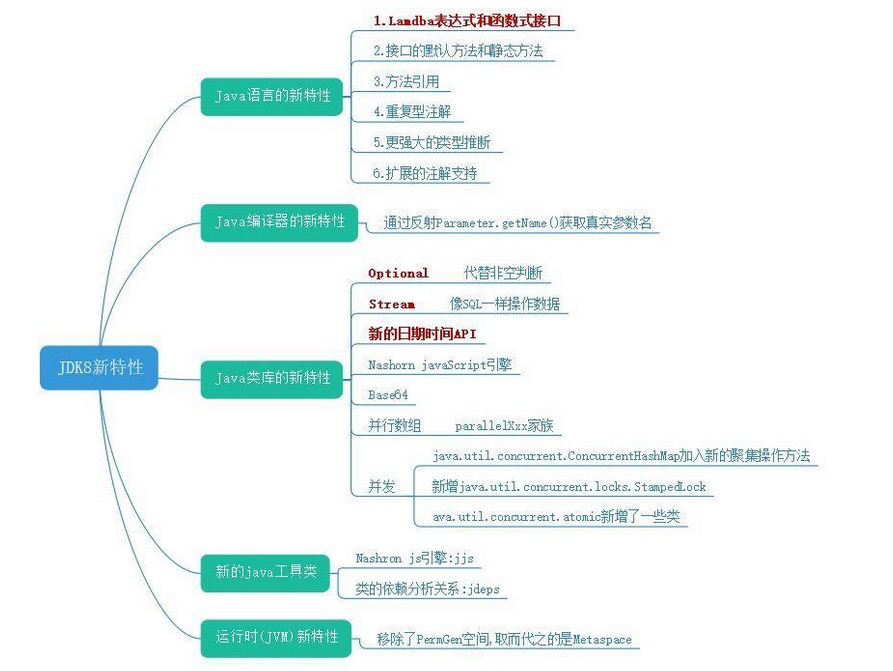 JDK8新特性
Java语言的新特性
1.Lamdba表达式和函数式接口
2.接口的默认方法和静态方法
3.方法引用
4.重复型注解
5.更强大的类型推断
6.扩展的注解支持
Java编译器的新特性
通过反射Parameter.getName()获取真实参数名
Java类库的新特性
Optional 代替非空判断
Stream 像SQL一样操作数据
新的日期时间API
Nashorn javaScript引擎
Base64
并行数组 parallelXxx家族
并发
java.util.concurrent.ConcurrentHashMap加入新的聚集操作方法
新增java.util.concurrent.locks.StampedLock
ava.util.concurrent.atomic新增了一些类
新的java工具类
Nashron js引擎:jjs
类的依赖分析关系:jdeps
运行时(JVM)新特性
移除了PermGen空间,取而代之的是Metaspace